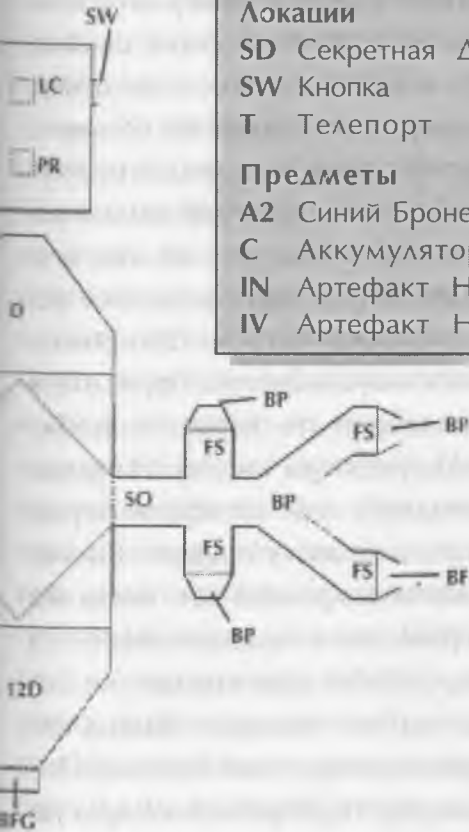 SW
LC
PR
Локации
SD Секретная Д
SW Кнопка
T Телепорт
Предметы
A2 Синий Броне
C Аккумулятор
IN Артефакт Н
IV Артефакт Н
D
BP
FS
FS
BP
SO
BP
FS
FS
BF
BP
12D
BFG